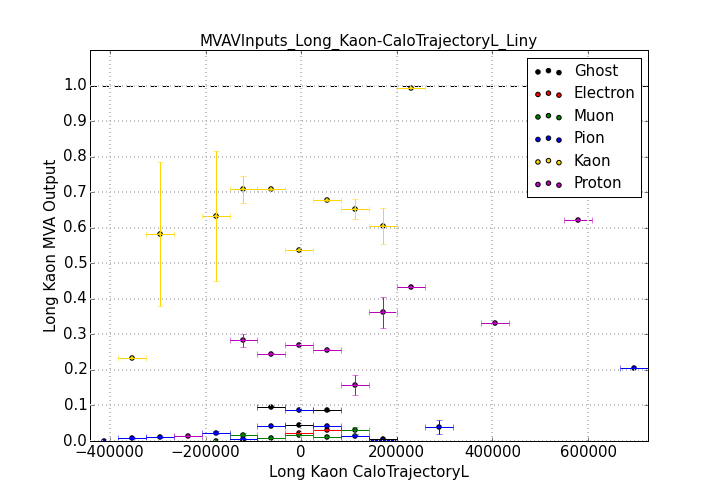 MVAVInputs_Long_Kaon-CaloTrajectoryL_Liny
Long Kaon MVA Output
1.0
0.9
0.8
0.7
0.6
0.5
0.4
0.3
0.2
0.1
0.0
Ghost
Electron
Muon
Pion
Kaon
Proton
−400000 −200000 0 200000 400000 600000
Long Kaon CaloTrajectoryL